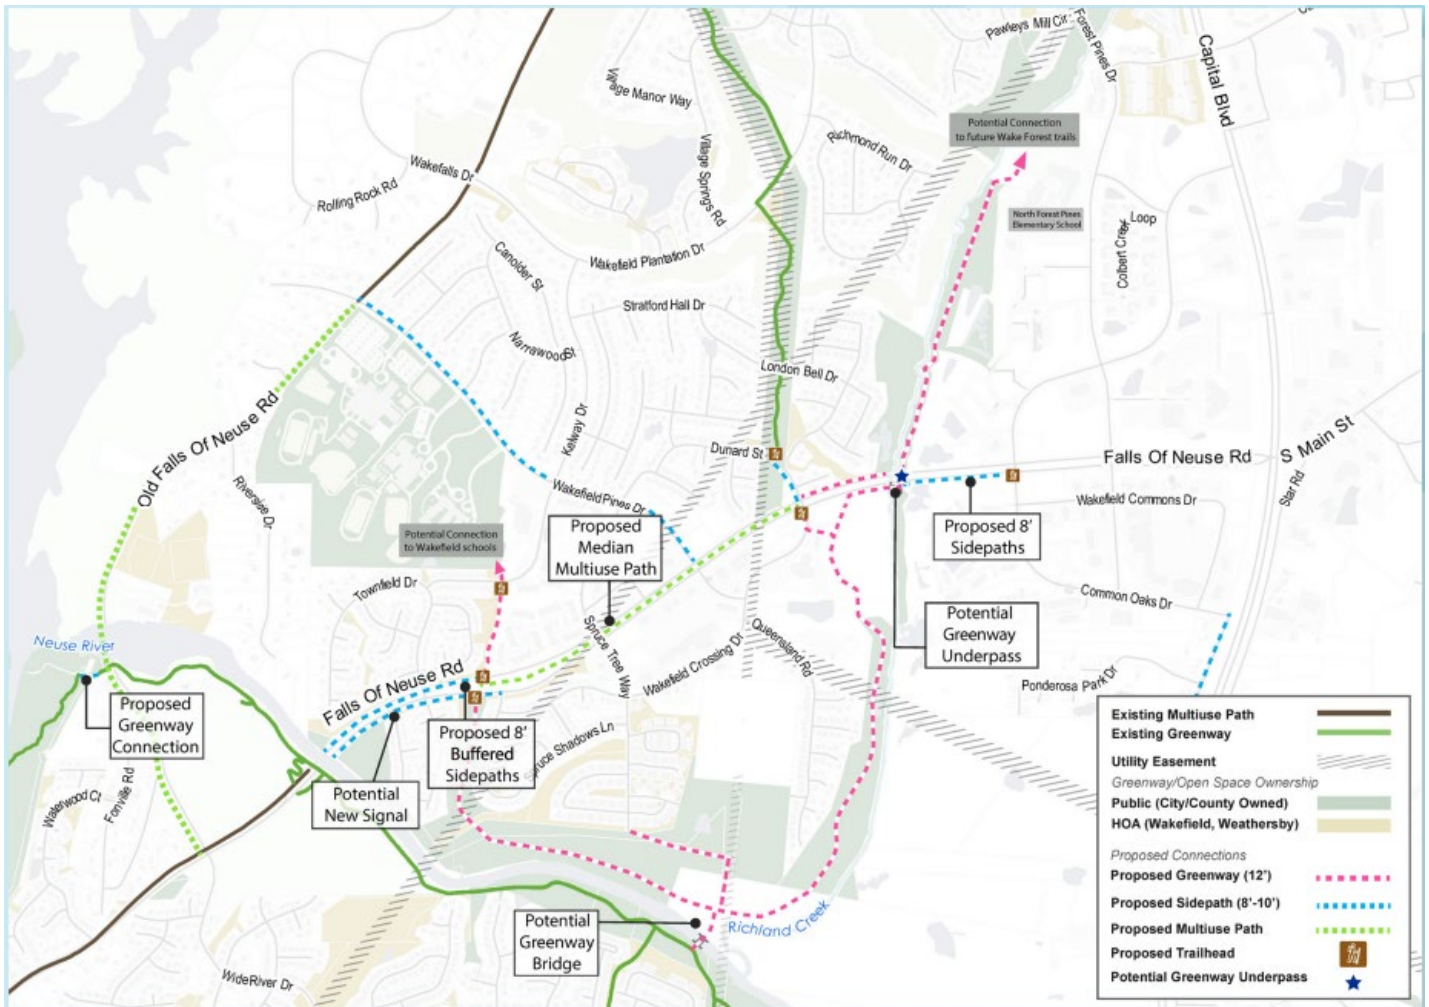 Pawleys Mill Cir
Forest Pines Dr
Capital Blvd
Village Manor Way
Potential Connection
to future Wake Forest trails
Richmond Run Dr
Village Springs Rd
Wakefalls Dr
Rolling Rock Rd
North Forest Pines
Elementary School
Loop
Colbert Creek
Canolder St
Wakefield Plantation Dr
Stratford Hall Dr
Narrawood St
London Bell Dr
Old Falls Of Neuse Rd
Kelway Dr
Dunard St
Falls Of Neuse Rd
S Main St
Star Rd
Riverside Dr
Wakefield Pines Dr
Wakefield Commons Dr
Potential Connection
to Wakefield schools
Proposed
Median
Multiuse Path
Proposed 8'
Sidepaths
Townfield Dr
Common Oaks Dr
Potential
Greenway
Underpass
Neuse River
Spruce Tree Way
Wakefield Crossing Dr
Queensland Rd
Ponderosa Park Dr
Falls Of Neuse Rd
Proposed
Greenway
Connection
Proposed 8'
Buffered
Sidepaths
Spruce Shadows Ln
Potential
New Signal
Waterwood Ct
Fonville Rd
Potential
Greenway
Bridge
Richland Creek
Wide River Dr
Existing Multiuse Path
Existing Greenway
Utility Easement
Greenway/Open Space Ownership
Public (City/County Owned)
HOA (Wakefield, Weathersby)
Proposed Connections
Proposed Greenway (12')
Proposed Sidepath (8'-10')
Proposed Multiuse Path
Proposed Trailhead
Potential Greenway Underpass